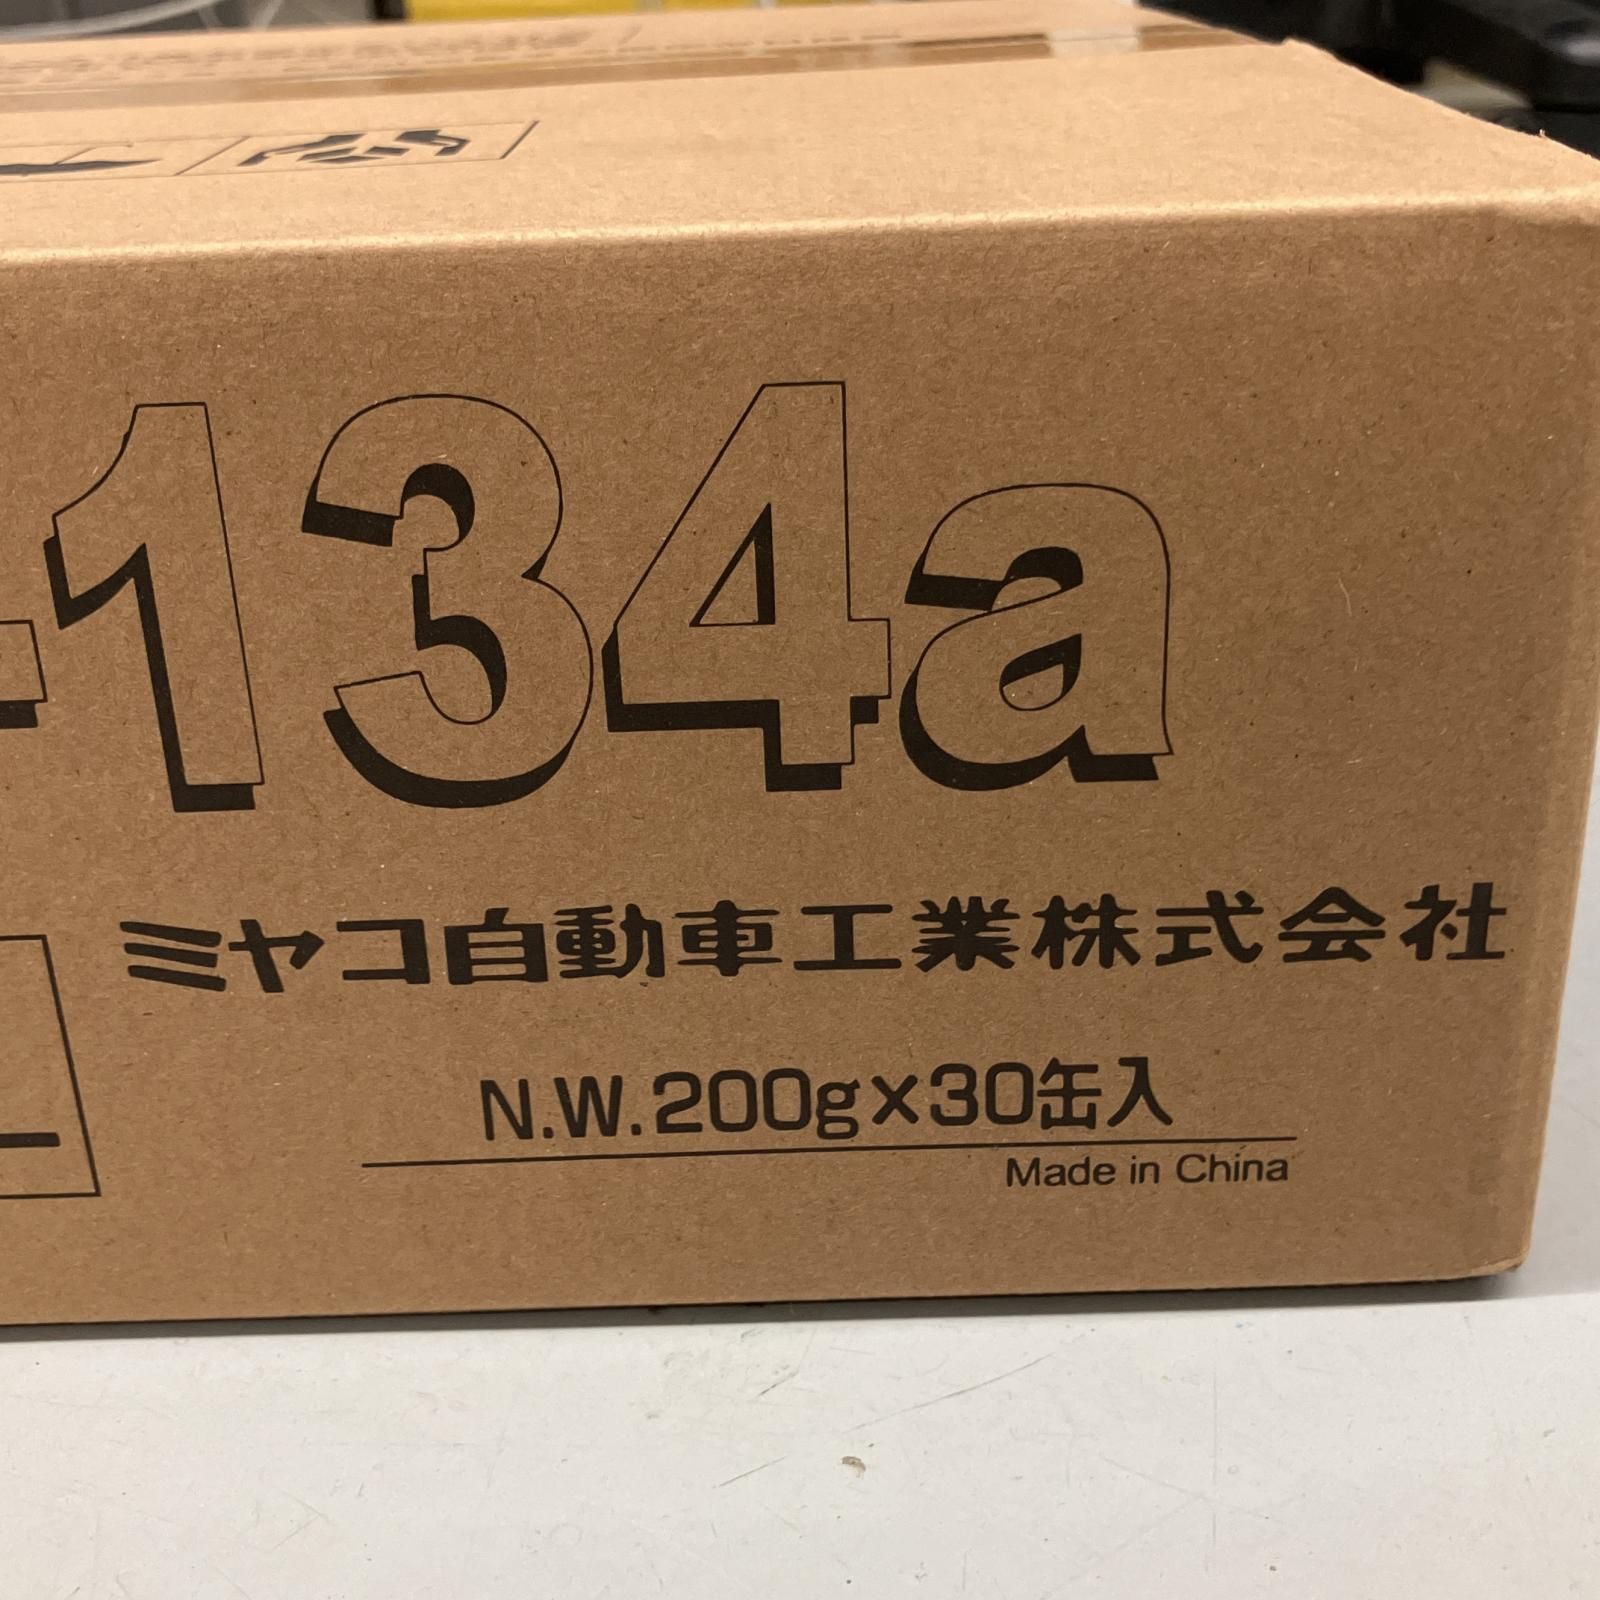 -134a
ミヤコ自動車工業株式会社
N.W.200g×30缶入
Made in China